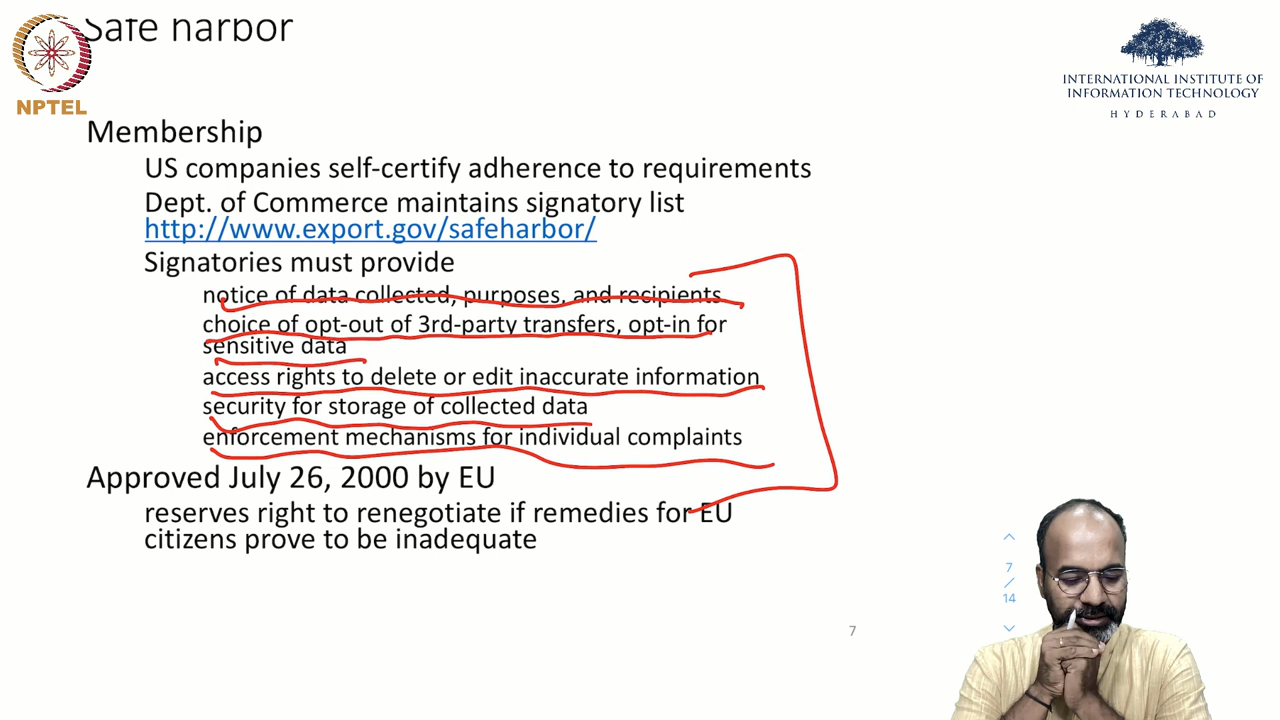 Safe harbor
NPTEL
INTERNATIONAL INSTITUTE OF
INFORMATION TECHNOLOGY
HYDERABAD
Membership
US companies self-certify adherence to requirements
Dept. of Commerce maintains signatory list
http://www.export.gov/safeharbor/
Signatories must provide
notice of data collected, purposes, and recipients
choice of opt-out of 3rd-party transfers, opt-in for
sensitive data
access rights to delete or edit inaccurate information
security for storage of collected data
enforcement mechanisms for individual complaints
Approved July 26, 2000 by EU
reserves right to renegotiate if remedies for EU
citizens prove to be inadequate
7
/
14
7